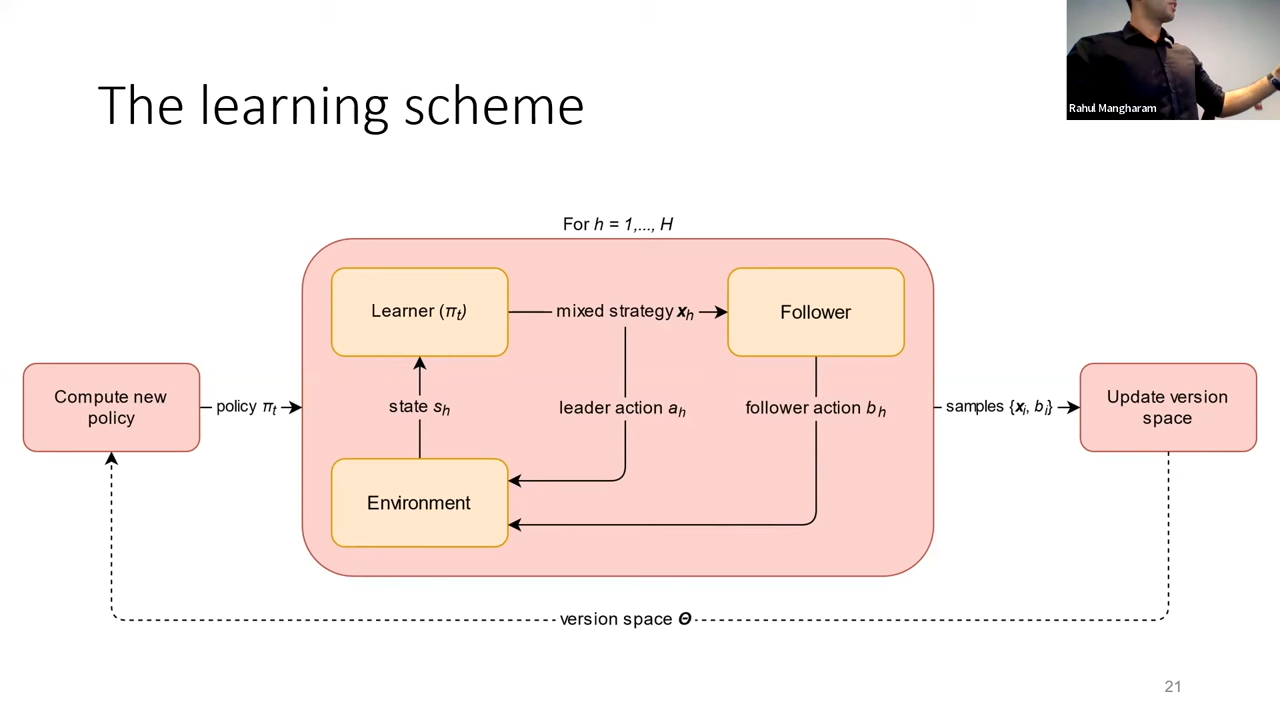 The learning scheme
Rahul Mangharam
For h = 1,..., H
Learner (πt)
mixed strategy xh
Follower
Compute new
policy
policy πt
state sh
leader action ah
follower action bh
samples {xi, bi}
Update version
space
Environment
version space Θ
21